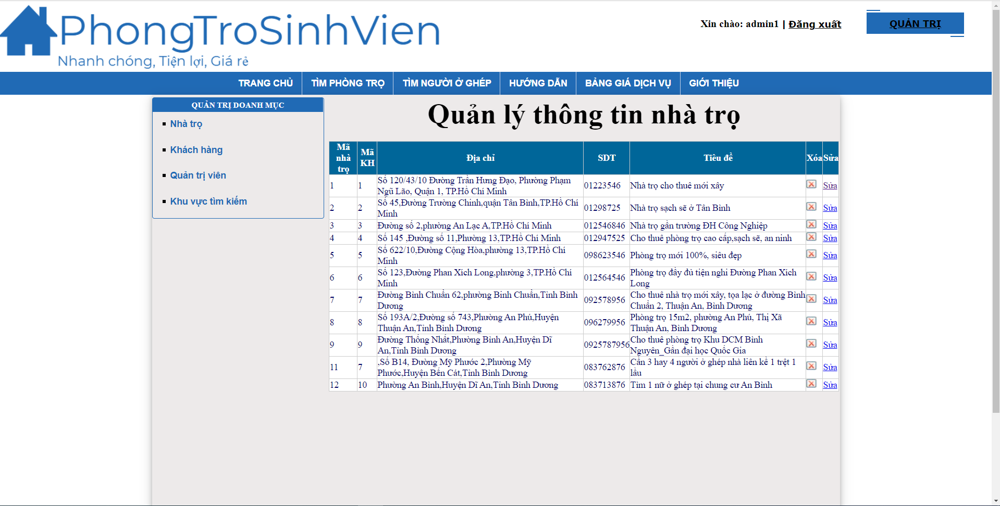 PhongTroSinhVien
Nhanh chóng, Tiện lợi, Giá rẻ
Xin chào: admin1 | Đăng xuất
QUẢN TRỊ
TRANG CHỦ TÌM PHÒNG TRỌ TÌM NGƯỜI Ở GHÉP HƯỚNG DẪN BẢNG GIÁ DỊCH VỤ GIỚI THIỆU
QUẢN TRỊ DOANH MỤC
Nhà trọ
Khách hàng
Quản trị viên
Khu vực tìm kiếm
Quản lý thông tin nhà trọ
Mã nhà trọ Mã KH Địa chỉ SDT Tiêu đề Xóa Sửa
1 1 Số 120/43/10 Đường Trần Hưng Đạo, Phường Phạm
Ngũ Lão, Quận 1, TP.Hồ Chí Minh 01223546 Nhà trọ cho thuê mới xây Sửa
2 2 Số 45,Đường Trường Chinh,quận Tân Bình,TP.Hồ Chí
Minh 01298725 Nhà trọ sạch sẽ ở Tân Bình Sửa
3 3 Đường số 2,phường An Lạc A,TP.Hồ Chí Minh 012546846 Nhà trọ gần trường ĐH Công Nghiệp Sửa
4 4 Số 145 ,Đường số 11,Phường 13,TP.Hồ Chí Minh 012947525 Cho thuê phòng trọ cao cấp,sạch sẽ, an ninh Sửa
5 5 Số 622/10,Đường Cộng Hòa,phường 13,TP.Hồ Chí
Minh 098623546 Phòng trọ mới 100%, siêu đẹp Sửa
6 6 Số 123,Đường Phan Xích Long,phường 3,TP.Hồ Chí
Minh 012564546 Phòng trọ đầy đủ tiện nghi Đường Phan Xích
Long Sửa
7 7 Đường Bình Chuẩn 62,phường Bình Chuẩn,Tỉnh Bình
Dương 092578956 Cho thuê nhà trọ mới xây, tọa lạc ở đường Bình
Chuẩn 2, Thuận An, Bình Dương Sửa
8 8 Số 193A/2,Đường số 743,Phường An Phú,Huyện
Thuận An,Tỉnh Bình Dương 096279956 Phòng trọ 15m2, phường An Phú, Thị Xã
Thuận An, Bình Dương Sửa
9 9 Đường Thống Nhất,Phường Bình An,Huyện Dĩ
An,Tỉnh Bình Dương 0925787956 Cho thuê phòng trọ Khu DCM Bình
Nguyên_Gần đại học Quốc Gia Sửa
11 7 ,Số B14, Đường Mỹ Phước 2,Phường Mỹ
Phước,Huyện Bến Cát,Tỉnh Bình Dương 083762876 Cần 3 hay 4 người ở ghép nhà liên kề 1 trệt 1
lầu Sửa
12 10 Phường An Bình,Huyện Dĩ An,Tỉnh Bình Dương 083713876 Tìm 1 nữ ở ghép tại chung cư An Bình Sửa